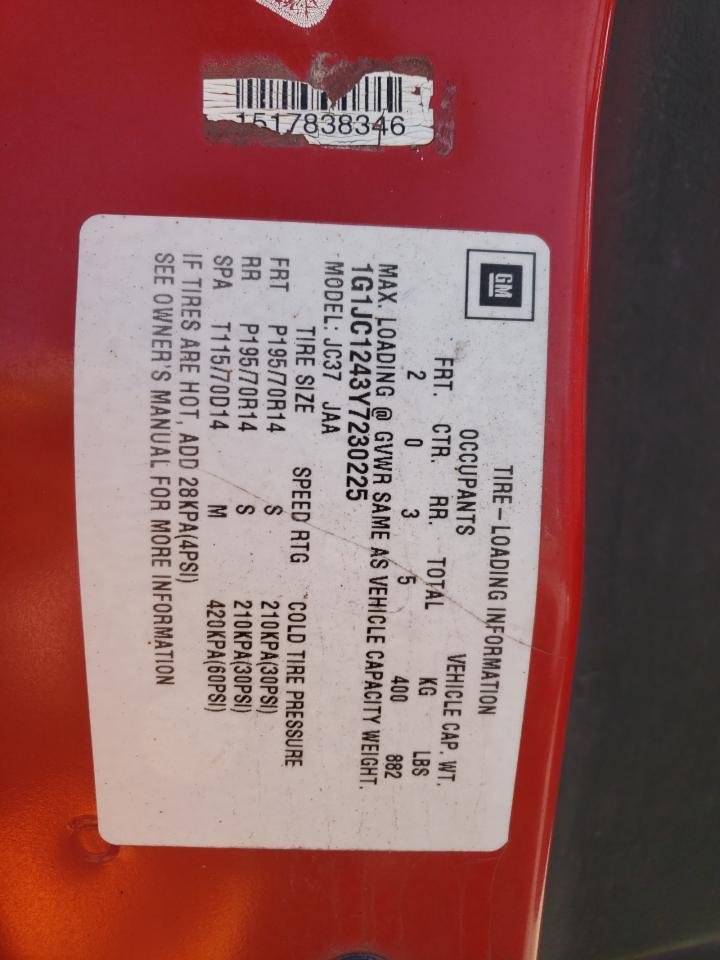 1517838346
GM
TIRE-LOADING INFORMATION
OCCUPANTS VEHICLE CAP. WT.
FRT. CTR. RR. TOTAL KG LBS
2 0 3 5 400 882
MAX. LOADING @ GVWR SAME AS VEHICLE CAPACITY WEIGHT.
1G1JC1243Y7230225
MODEL: JC37 JAA
TIRE SIZE SPEED RTG COLD TIRE PRESSURE
FRT P195/70R14 S 210KPA(30PSI)
RR P195/70R14 S 210KPA(30PSI)
SPA T115/70D14 M 420KPA(60PSI)
IF TIRES ARE HOT, ADD 28KPA(4PSI)
SEE OWNER'S MANUAL FOR MORE INFORMATION